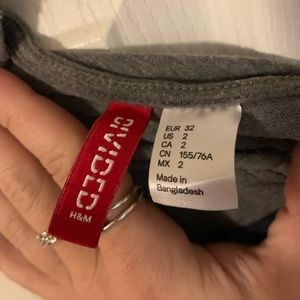 DIVIDED
H&M
EUR 32
US 2
CA 2
CN 155/76A
MX 2
Made in
Bangladesh